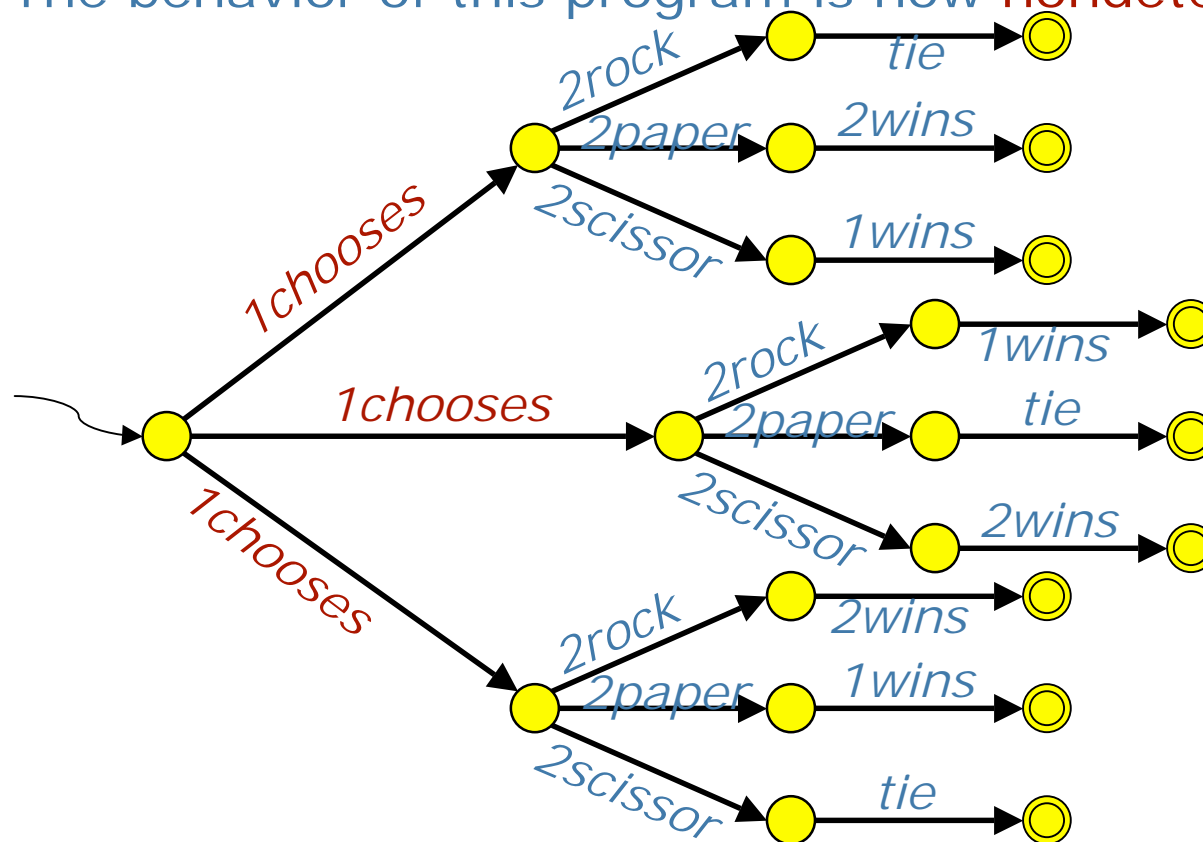 The behavior of this program is now
2rock
tie
2paper
2wins
2scissor
1wins
1chooses
2rock
1wins
1chooses
2paper
tie
2scissor
2wins
1chooses
2rock
2wins
2paper
1wins
2scissor
tie